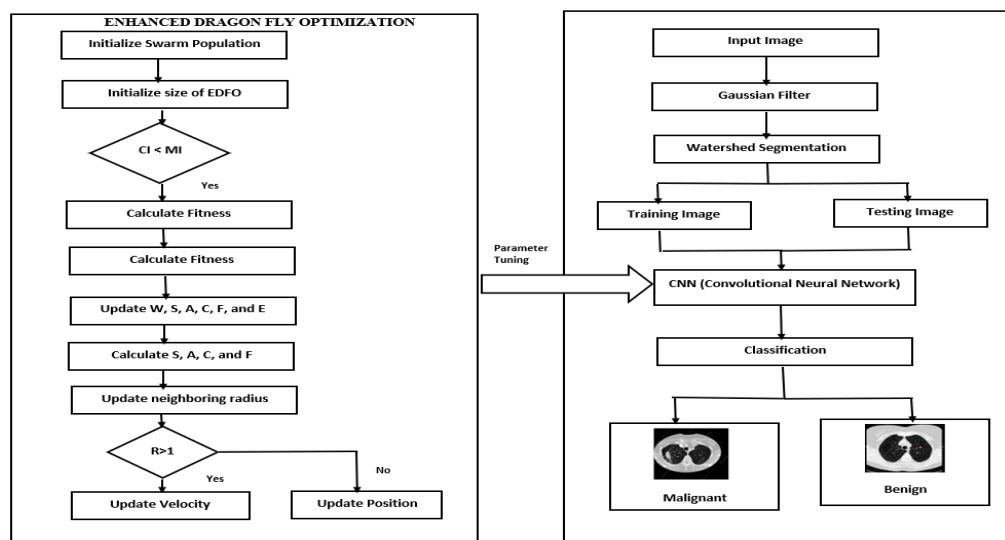 ENHANCED DRAGON FLY OPTIMIZATION
Initialize Swarm Population
Initialize size of EDFO
CI < MI
Yes
Calculate Fitness
Calculate Fitness
Update W, S, A, C, F, and E
Calculate S, A, C, and F
Update neighboring radius
R>1
No
Yes
Update Velocity
Update Position
Parameter
Tuning
Input Image
Gaussian Filter
Watershed Segmentation
Training Image
Testing Image
CNN (Convolutional Neural Network)
Classification
Malignant
Benign